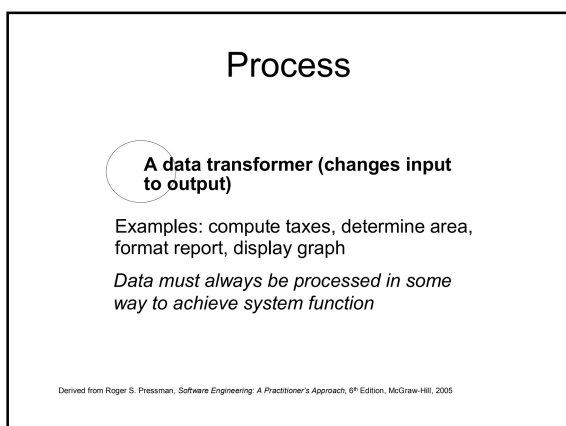 Process
A data transformer (changes input
to output)
Examples: compute taxes, determine area,
format report, display graph
Data must always be processed in some
way to achieve system function
Derived from Roger S. Pressman, Software Engineering: A Practitioner's Approach, 6th Edition, McGraw-Hill, 2005